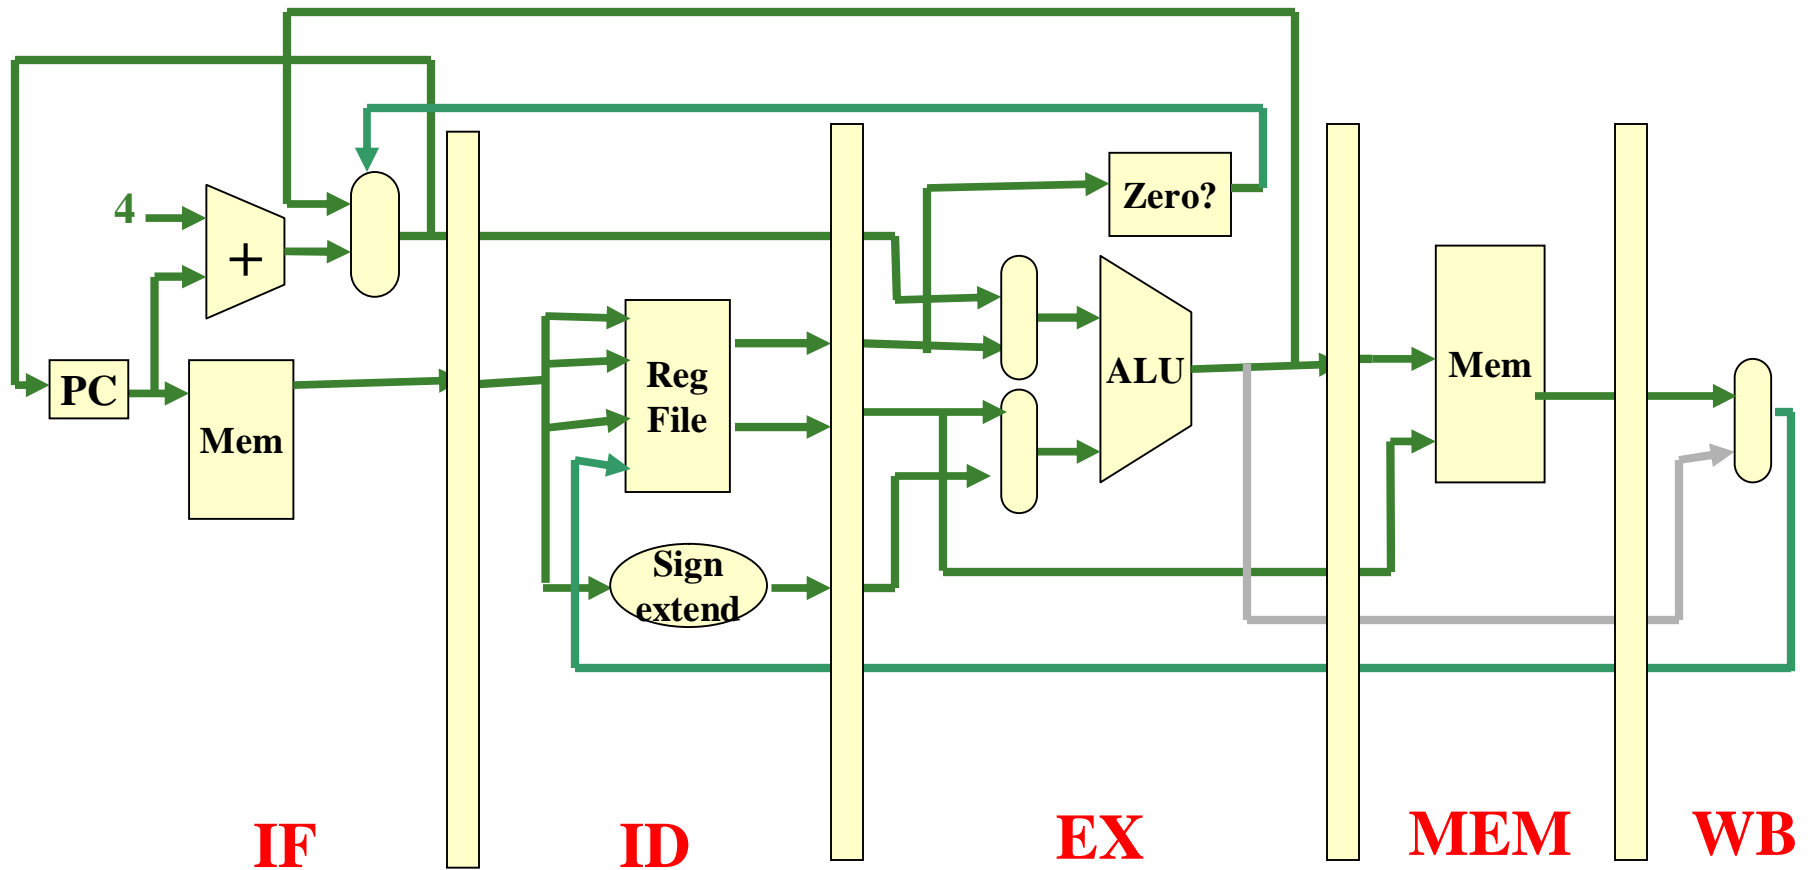 Zero?
4
+
PC
Mem
Reg
File
ALU
Mem
Sign
extend
IF
ID
EX
MEM
WB